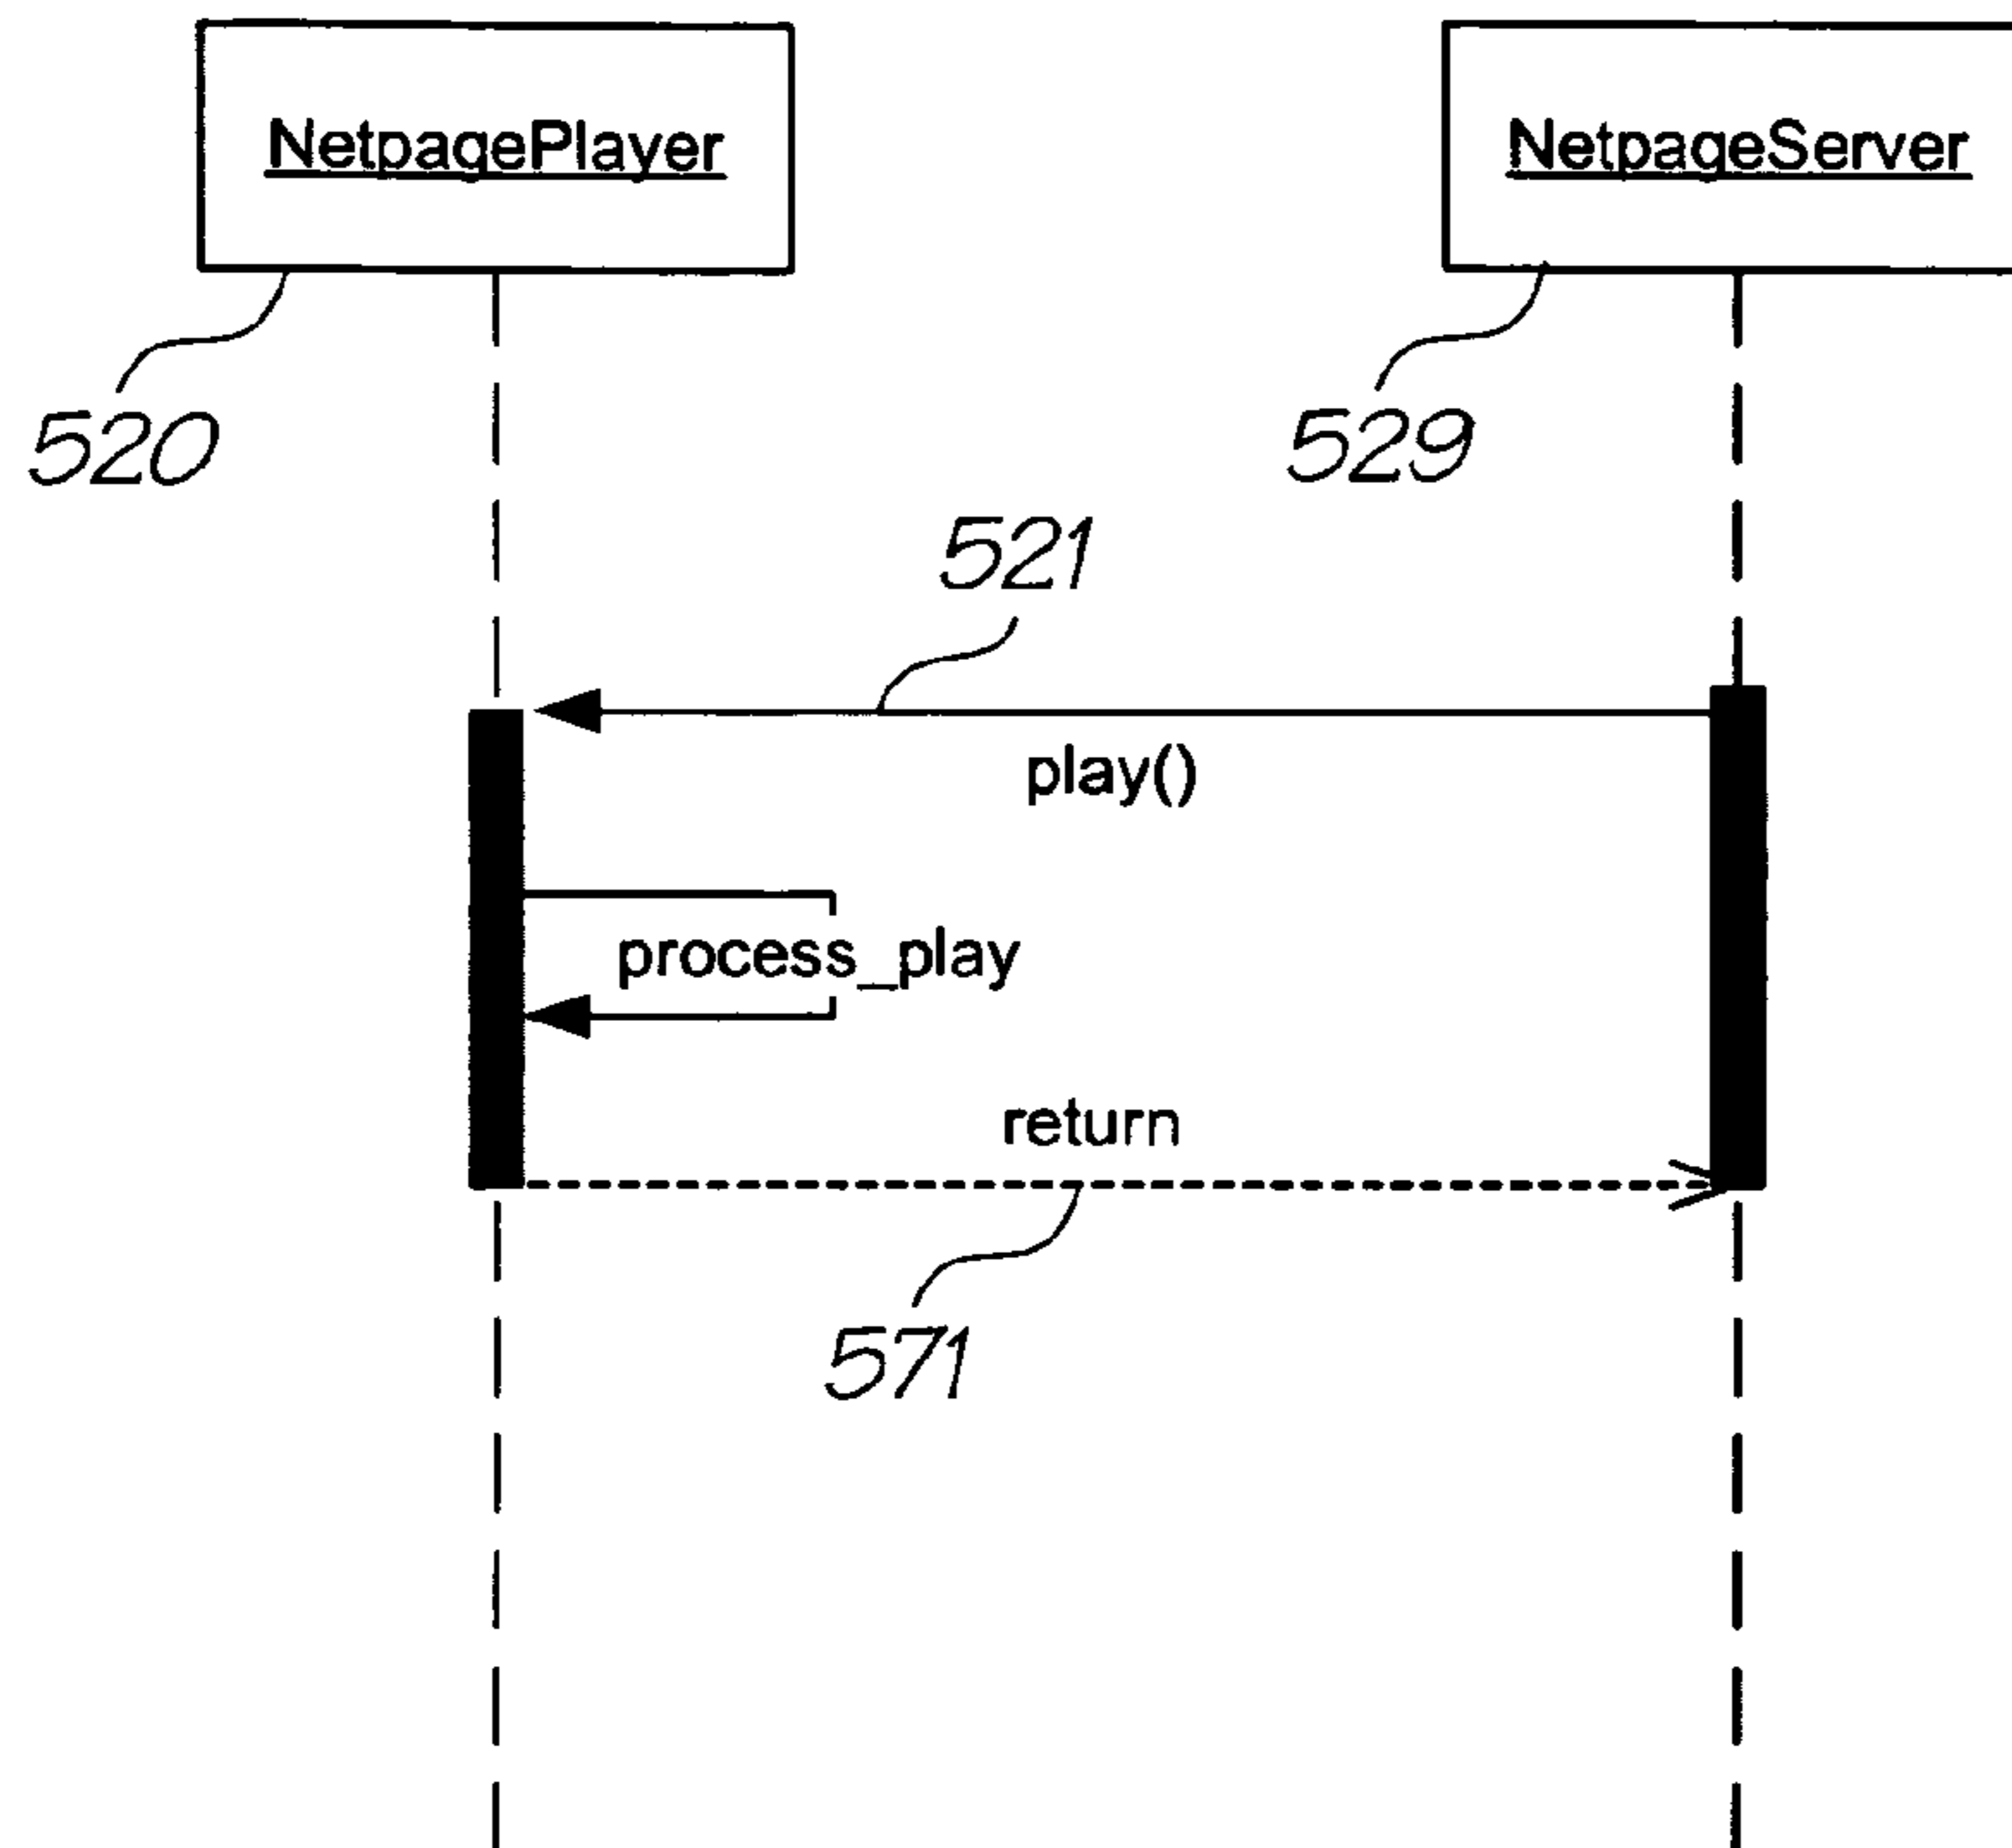 NetpagePlayer
NetpageServer
520
529
521
play()
process_play
return
571